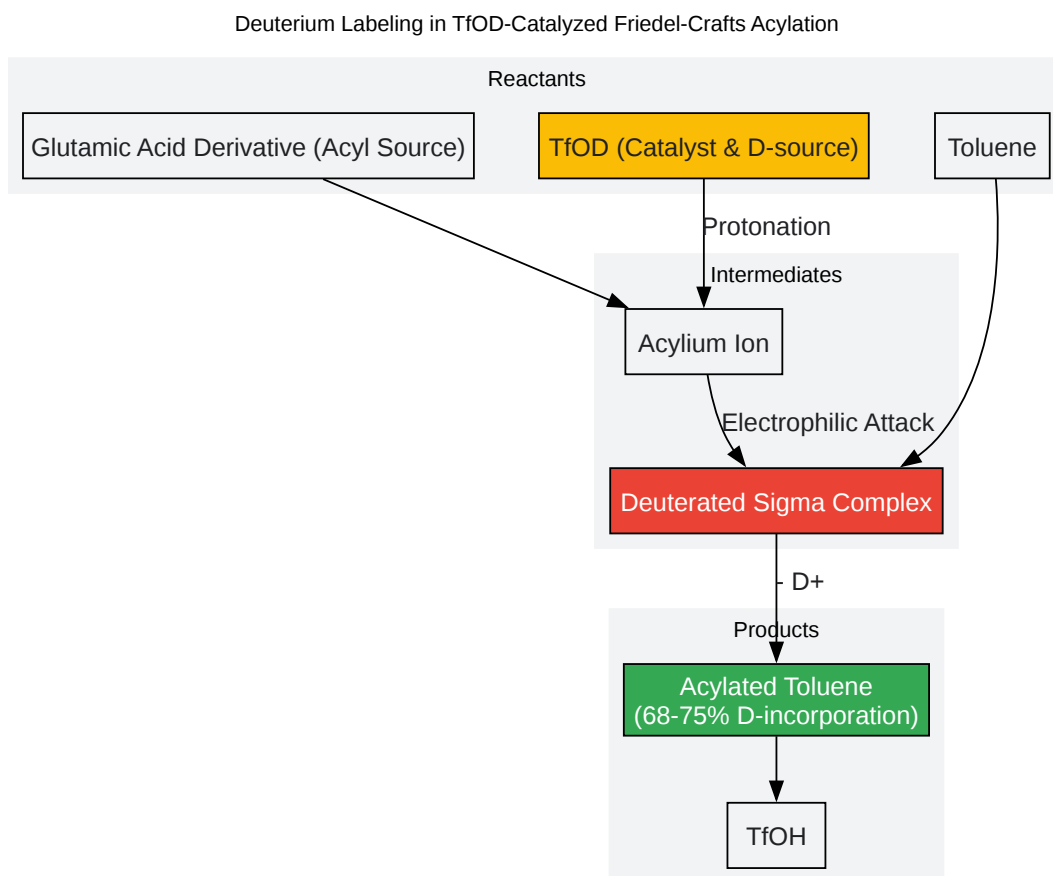 Deuterium Labeling in TfOD-Catalyzed Friedel-Crafts Acylation
Reactants
Glutamic Acid Derivative (Acyl Source)
TfOD (Catalyst & D-source)
Toluene
Protonation
Intermediates
Acylium Ion
Electrophilic Attack
Deuterated Sigma Complex
- D+
Products
Acylated Toluene
(68-75% D-incorporation)
TfOH